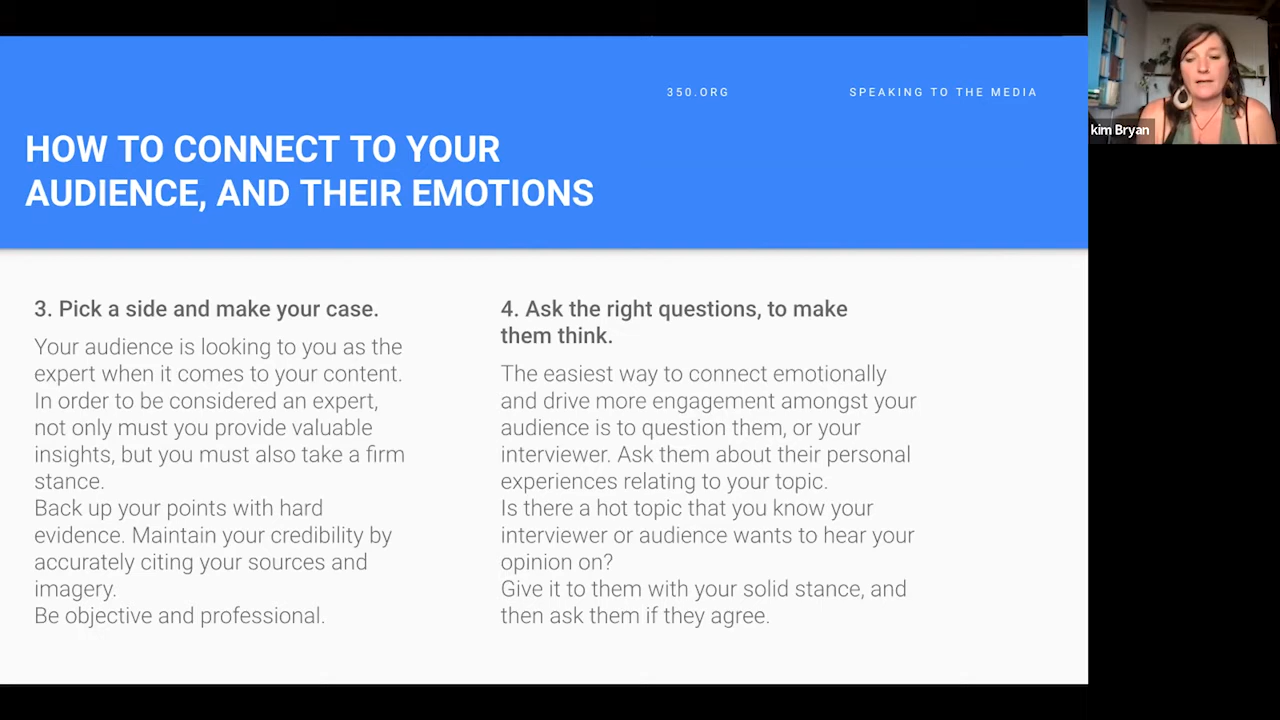 350.ORG
SPEAKING TO THE MEDIA
HOW TO CONNECT TO YOUR
AUDIENCE, AND THEIR EMOTIONS
3. Pick a side and make your case.
Your audience is looking to you as the
expert when it comes to your content.
In order to be considered an expert,
not only must you provide valuable
insights, but you must also take a firm
stance.
Back up your points with hard
evidence. Maintain your credibility by
accurately citing your sources and
imagery.
Be objective and professional.
4. Ask the right questions, to make
them think.
The easiest way to connect emotionally
and drive more engagement amongst your
audience is to question them, or your
interviewer. Ask them about their personal
experiences relating to your topic.
Is there a hot topic that you know your
interviewer or audience wants to hear your
opinion on?
Give it to them with your solid stance, and
then ask them if they agree.
kim Bryan